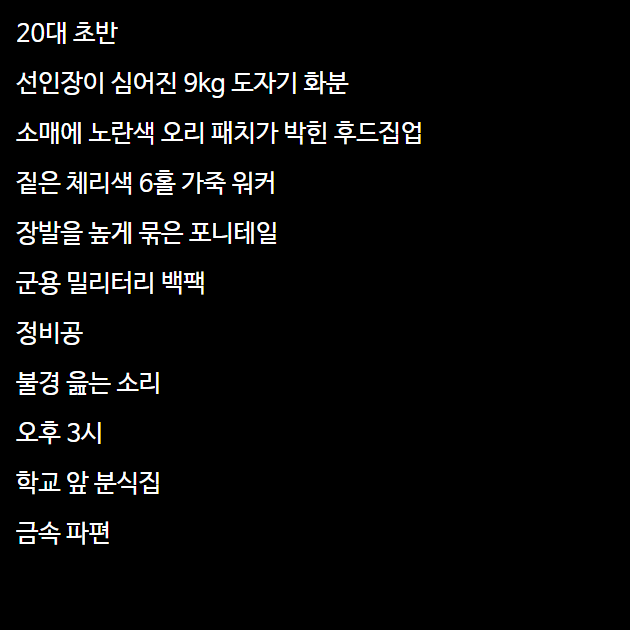 20대 초반
선인장이 심어진 9kg 도자기 화분
소매에 노란색 오리 패치가 박힌 후드집업
짙은 체리색 6홀 가죽 워커
장발을 높게 묶은 포니테일
군용 밀리터리 백팩
정비공
불경 읊는 소리
오후 3시
학교 앞 분식집
금속 파편